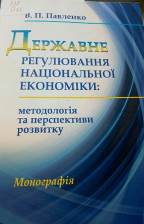 В. П. Павленко
ДЕРЖАВНЕ
РЕГУЛЮВАННЯ
НАЦІОНАЛЬНОЇ
ЕКОНОМІКИ:
методологія
та перспективи
розвитку
Монографія